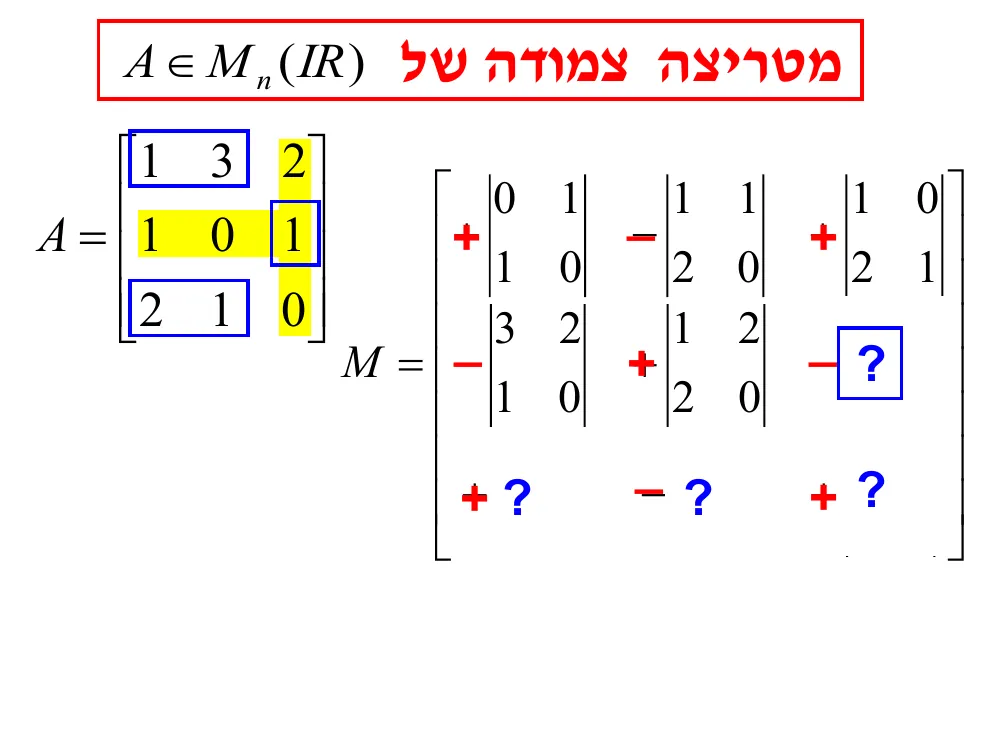 מטריצה צמודה של A ∈ M_n (IR)
1 3 2
A = 1 0 1
2 1 0
+ |0 1| − |1 1| + |1 0|
|1 0| |2 0| |2 1|
− |3 2| + |1 2| − ?
M =
|1 0| |2 0|
+ ? − ? + ?